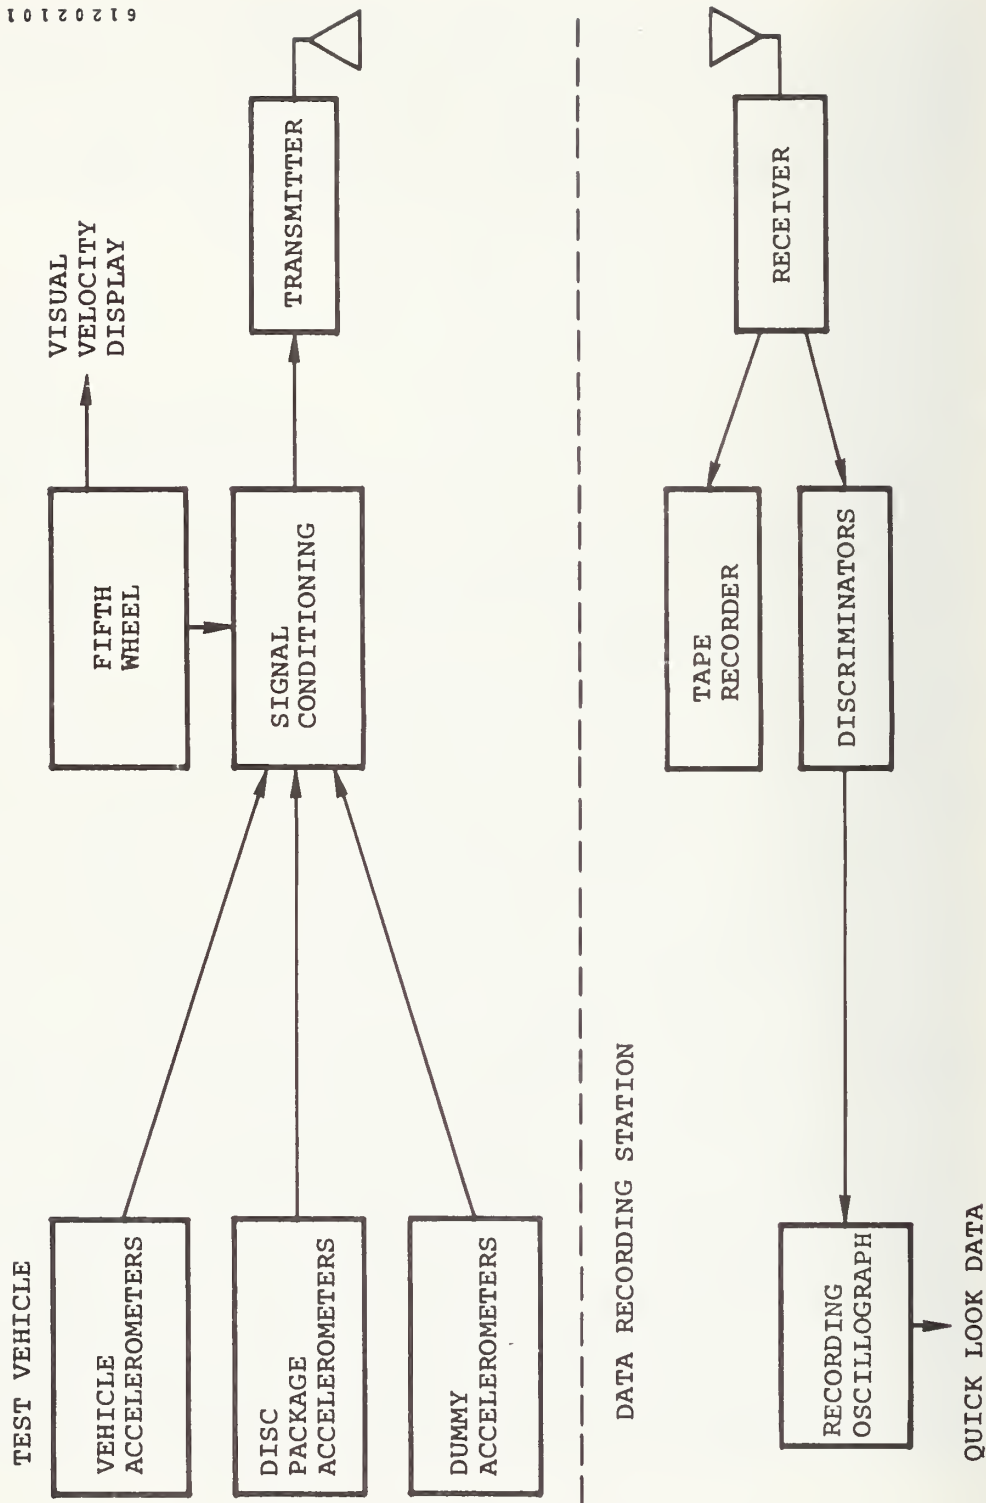 TEST VEHICLE
VEHICLE
ACCELEROMETERS
DISC
PACKAGE
ACCELEROMETERS
DUMMY
ACCELEROMETERS
FIFTH
WHEEL
SIGNAL
CONDITIONING
VISUAL
VELOCITY
DISPLAY
TRANSMITTER
DATA RECORDING STATION
RECORDING
OSCILLOGRAPH
QUICK LOOK DATA
TAPE
RECORDER
DISCRIMINATORS
RECEIVER
61202101